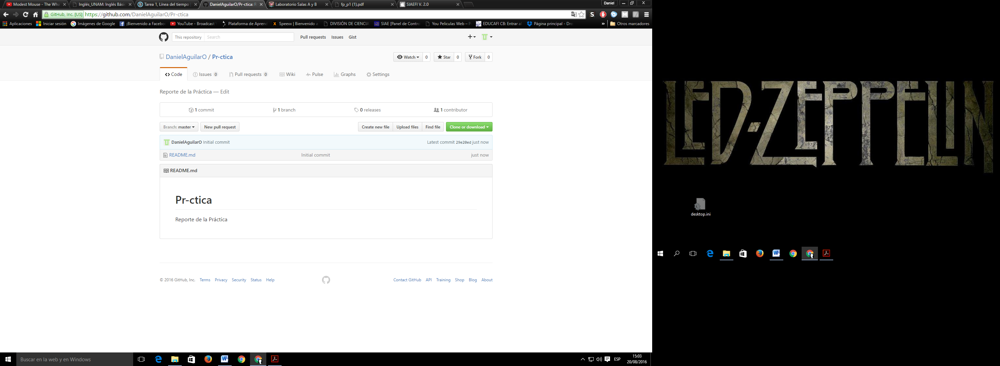 Modest Mouse - The Wha
Inglés_UNAM: Inglés Básic
Tarea 1, Línea del tiempo
DanielAguilarO/Pr-ctica: R
Laboratorio Salas A y B
fp_p1 (1).pdf
SIAEFI V. 2.0
Daniel
GitHub, Inc. [US] https://github.com/DanielAguilarO/Pr-ctica
Aplicaciones
Iniciar sesión
Imágenes de Google
¡Bienvenido a Facebo
YouTube - Broadcast
Plataforma de Aprend
Speexx | Bienvenido a
DIVISIÓN DE CIENCIA
SIAE [Panel de Contro
You Peliculas Web – P
EDUCAFI CB: Entrar al
Página principal - Dro
» Otros marcadores
This repository Search Pull requests Issues Gist
DanielAguilarO / Pr-ctica
Watch 0 Star 0 Fork 0
Code Issues 0 Pull requests 0 Wiki Pulse Graphs Settings
Reporte de la Práctica — Edit
1 commit 1 branch 0 releases 1 contributor
Branch: master New pull request Create new file Upload files Find file Clone or download
DanielAguilarO Initial commit Latest commit 29e20ed just now
README.md Initial commit just now
README.md
Pr-ctica
Reporte de la Práctica
© 2016 GitHub, Inc. Terms Privacy Security Status Help Contact GitHub API Training Shop Blog About
Buscar en la web y en Windows
ESP
15:03
20/08/2016
LED-ZEPPELIN
desktop.ini